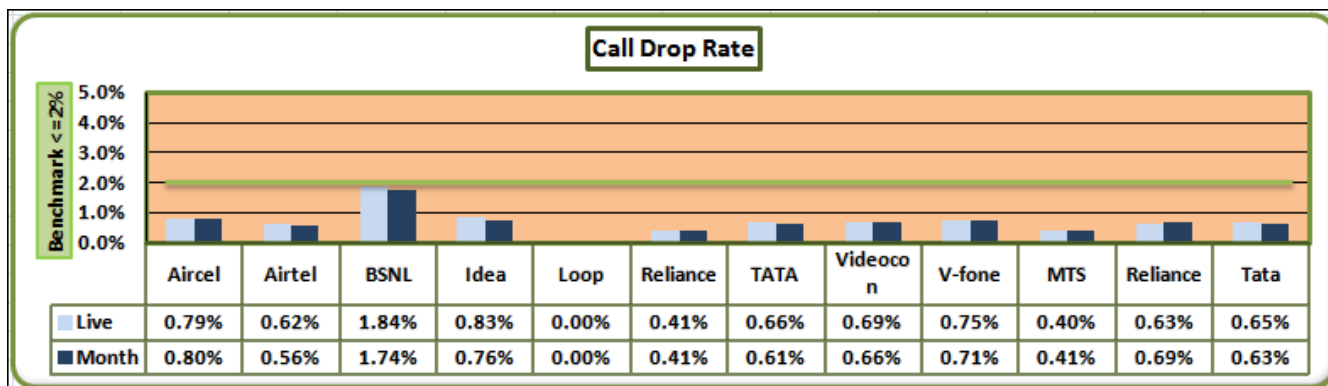 Call Drop Rate
Benchmark <=2%
5.0%
4.0%
3.0%
2.0%
1.0%
0.0%
Aircel Airtel BSNL Idea Loop Reliance TATA Videocon V-fone MTS Reliance Tata
Live 0.79% 0.62% 1.84% 0.83% 0.00% 0.41% 0.66% 0.69% 0.75% 0.40% 0.63% 0.65%
Month 0.80% 0.56% 1.74% 0.76% 0.00% 0.41% 0.61% 0.66% 0.71% 0.41% 0.69% 0.63%